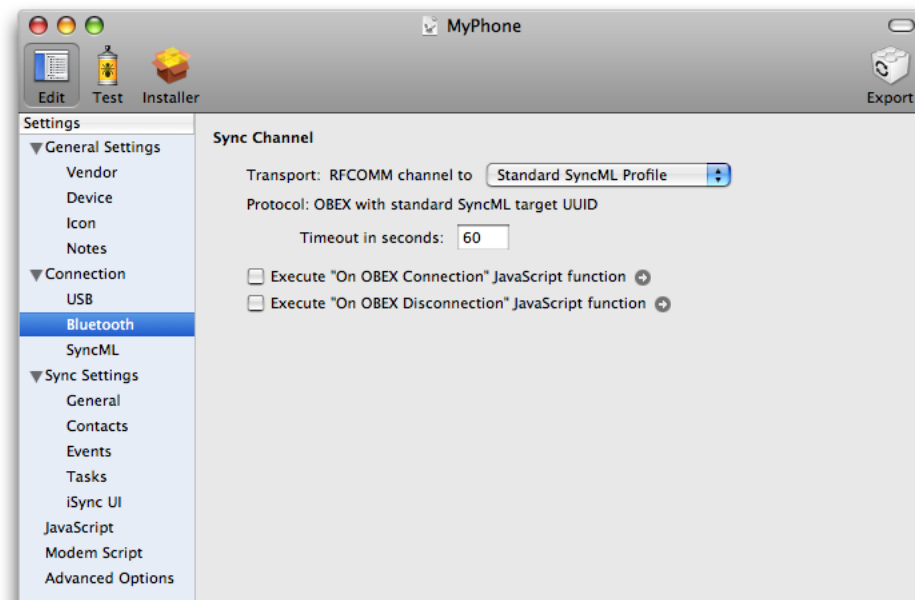 MyPhone
Edit
Test
Installer
Export
Settings
General Settings
Vendor
Device
Icon
Notes
Connection
USB
Bluetooth
SyncML
Sync Settings
General
Contacts
Events
Tasks
iSync UI
JavaScript
Modem Script
Advanced Options
Sync Channel
Transport: RFCOMM channel to Standard SyncML Profile
Protocol: OBEX with standard SyncML target UUID
Timeout in seconds: 60
Execute "On OBEX Connection" JavaScript function
Execute "On OBEX Disconnection" JavaScript function